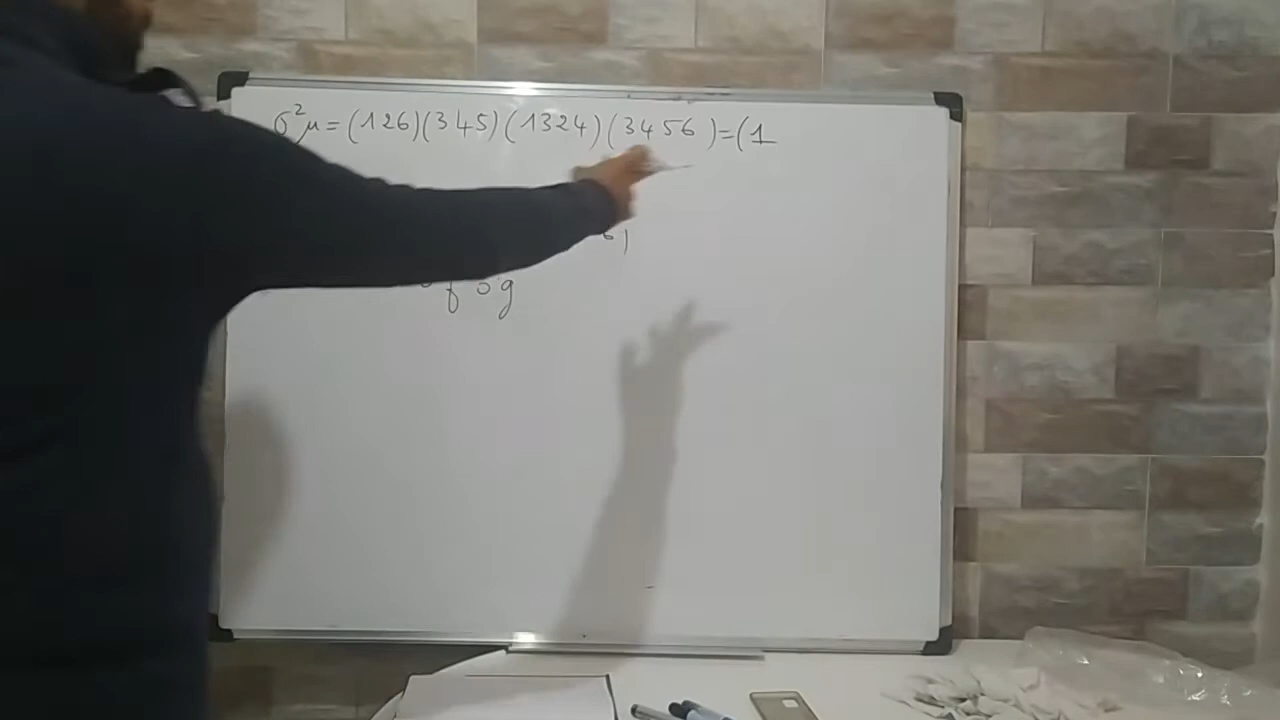 σ²μ = (126)(345)(1324)(3456) = (1
6)
f o g